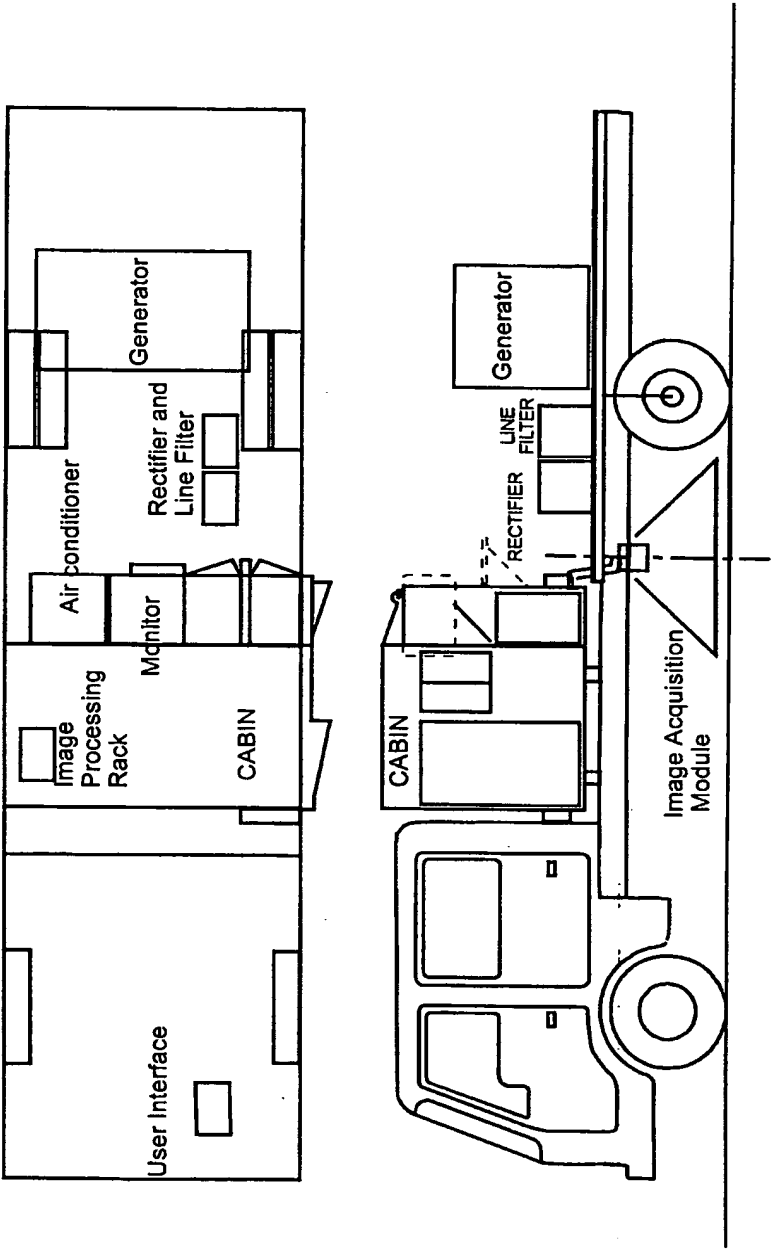 User Interface
Image
Processing
Rack
CABIN
Air conditioner
Monitor
Rectifier and
Line Filter
Generator
CABIN
RECTIFIER
LINE
FILTER
Generator
Image Acquisition
Module